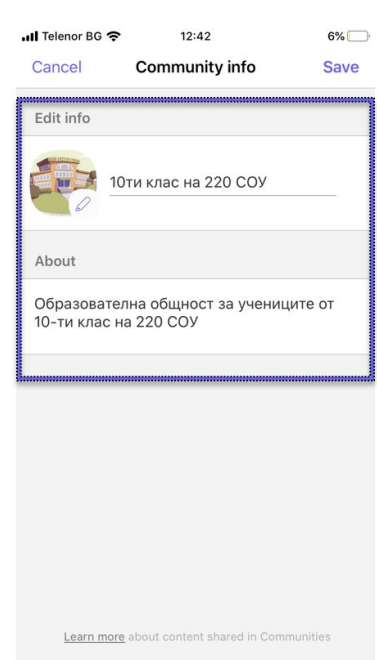 Telenor BG 12:42 6%
Cancel Community info Save
Edit info
10ти клас на 220 СОУ
About
Образователна общност за учениците от
10-ти клас на 220 СОУ
Learn more about content shared in Communities